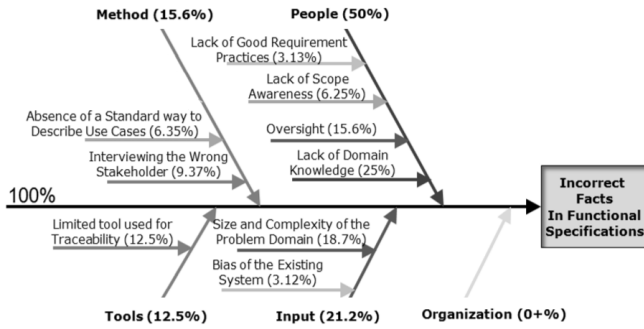 Method (15.6%)
People (50%)
Lack of Good Requirement
Practices (3.13%)
Lack of Scope
Awareness (6.25%)
Absence of a Standard way to
Describe Use Cases (6.35%)
Oversight (15.6%)
Interviewing the Wrong
Stakeholder (9.37%)
Lack of Domain
Knowledge (25%)
100%
Incorrect
Facts
In Functional
Specifications
Limited tool used for
Traceability (12.5%)
Size and Complexity of the
Problem Domain (18.7%)
Bias of the Existing
System (3.12%)
Tools (12.5%)
Input (21.2%)
Organization (0+%)